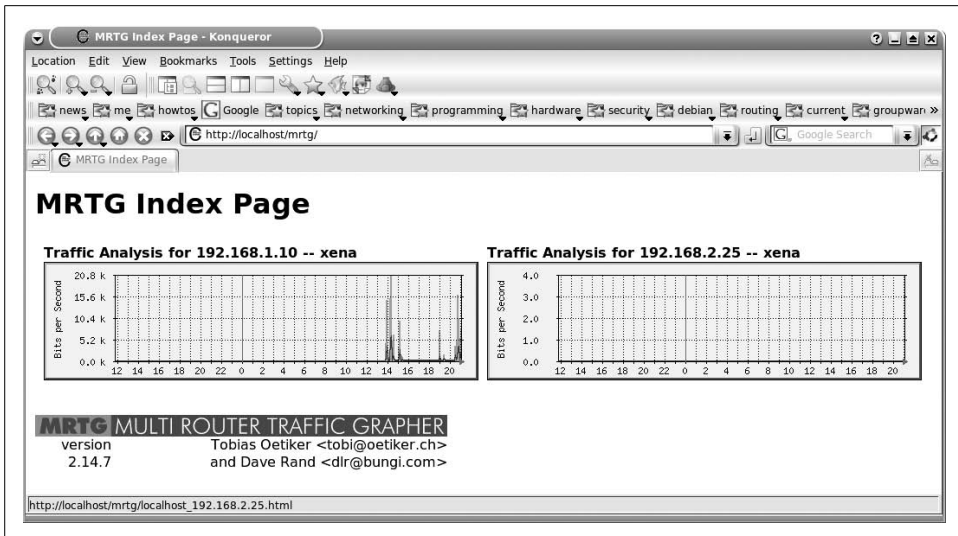 MRTG Index Page - Konqueror
Location Edit View Bookmarks Tools Settings Help
news me howtos Google topics networking programming hardware security debian routing current groupwar »
http://localhost/mrtg/ Google Search
MRTG Index Page
MRTG Index Page
Traffic Analysis for 192.168.1.10 -- xena
Bits per Second
20.8 k
15.6 k
10.4 k
5.2 k
0.0 k
12 14 16 18 20 22 0 2 4 6 8 10 12 14 16 18 20
Traffic Analysis for 192.168.2.25 -- xena
Bits per Second
4.0
3.0
2.0
1.0
0.0
12 14 16 18 20 22 0 2 4 6 8 10 12 14 16 18 20
MRTG MULTI ROUTER TRAFFIC GRAPHER
version Tobias Oetiker <tobi@oetiker.ch>
2.14.7 and Dave Rand <dlr@bungi.com>
http://localhost/mrtg/localhost_192.168.2.25.html